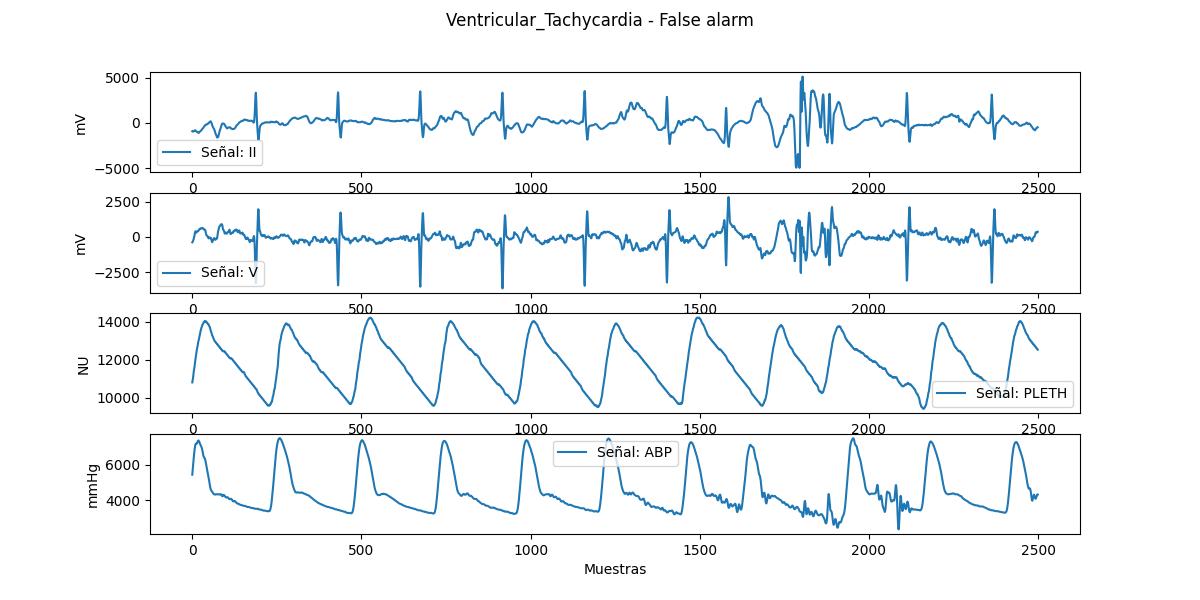 Ventricular_Tachycardia - False alarm
5000
0
−5000
mV
Señal: II
0 500 1000 1500 2000 2500
2500
0
−2500
mV
Señal: V
0 500 1000 1500 2000 2500
14000
12000
10000
NU
Señal: PLETH
0 500 1000 1500 2000 2500
6000
4000
mmHg
Señal: ABP
0 500 1000 1500 2000 2500
Muestras